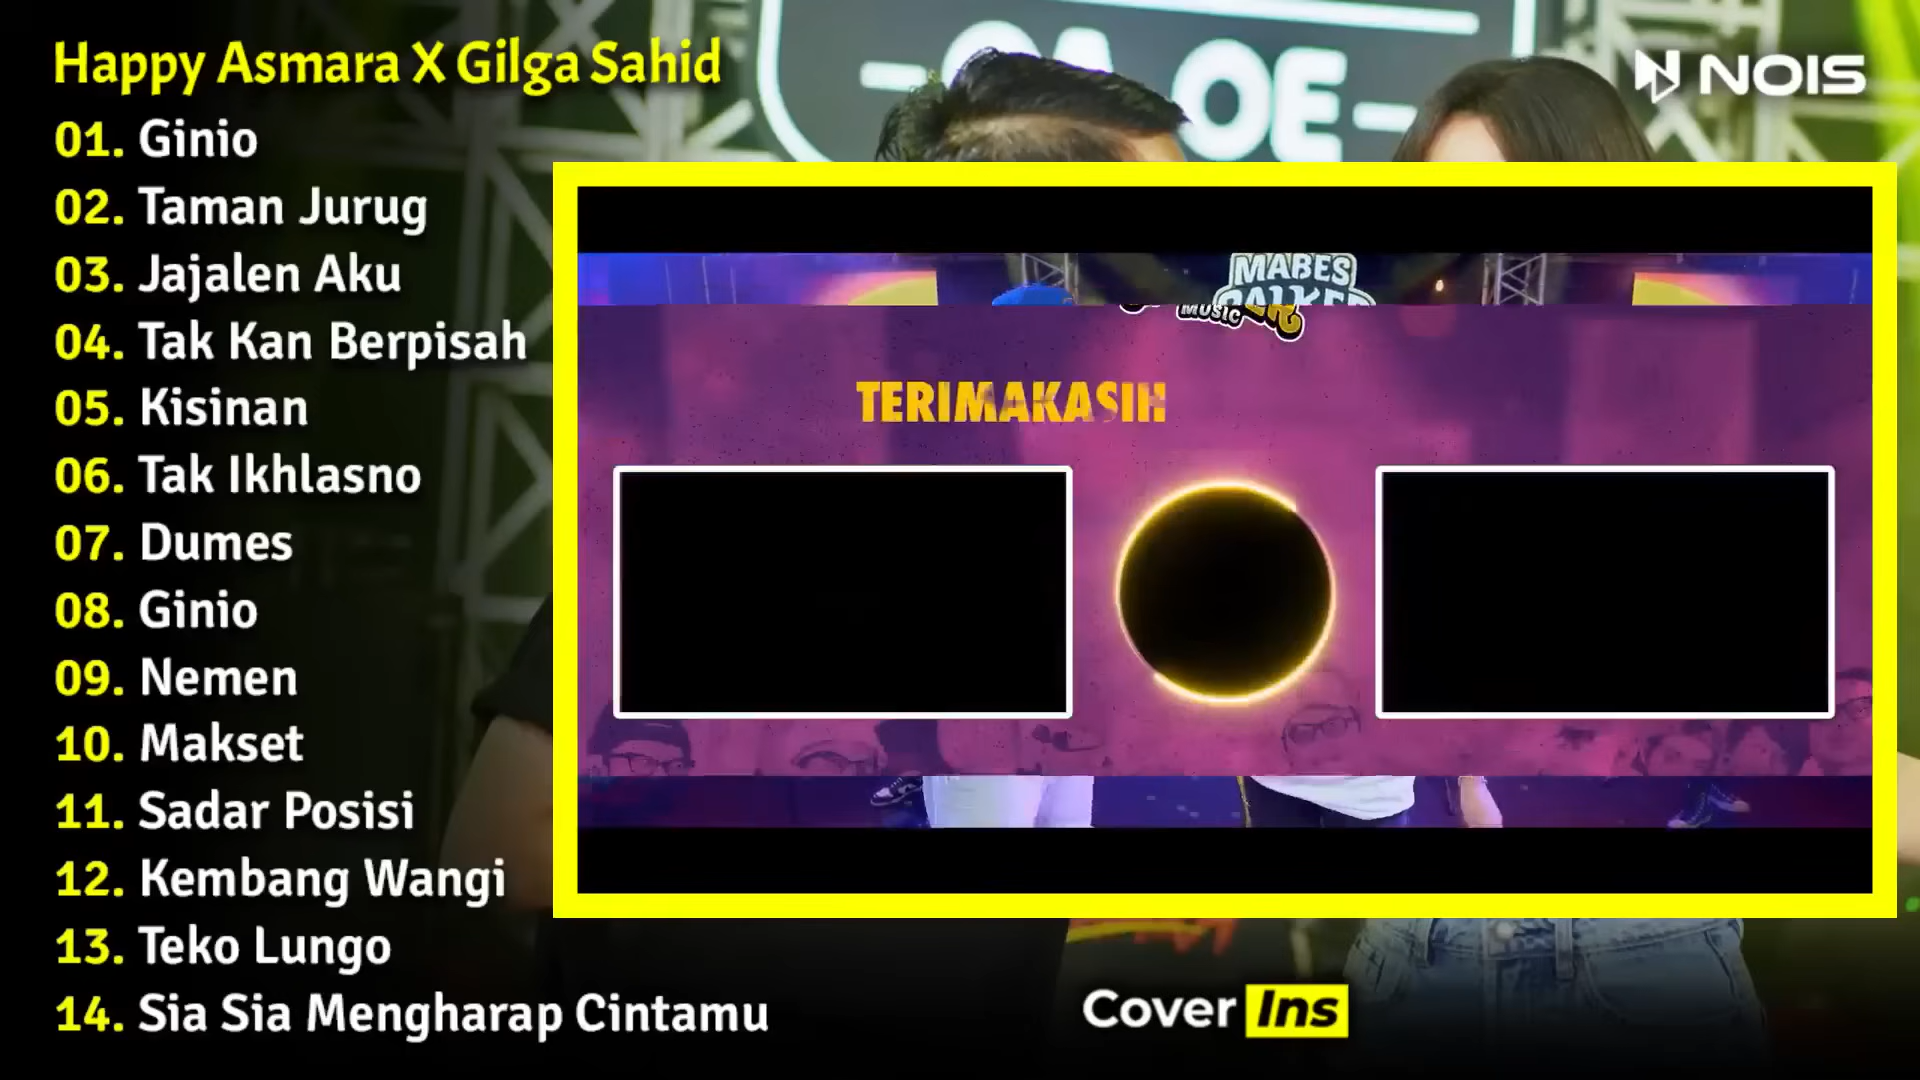 Happy Asmara X Gilga Sahid
01. Ginio
02. Taman Jurug
03. Jajalen Aku
04. Tak Kan Berpisah
05. Kisinan
06. Tak Ikhlasno
07. Dumes
08. Ginio
09. Nemen
10. Makset
11. Sadar Posisi
12. Kembang Wangi
13. Teko Lungo
14. Sia Sia Mengharap Cintamu
OE-
NOIS
MABES
MUSIC
TERIMAKASIH
Cover Ins